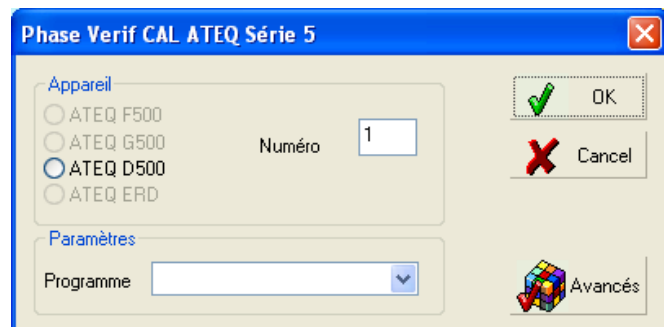 Phase Verif CAL ATEQ Série 5
Appareil
ATEQ F500
ATEQ G500
ATEQ D500
ATEQ ERD
Numéro
1
OK
Cancel
Paramètres
Programme
Avancés